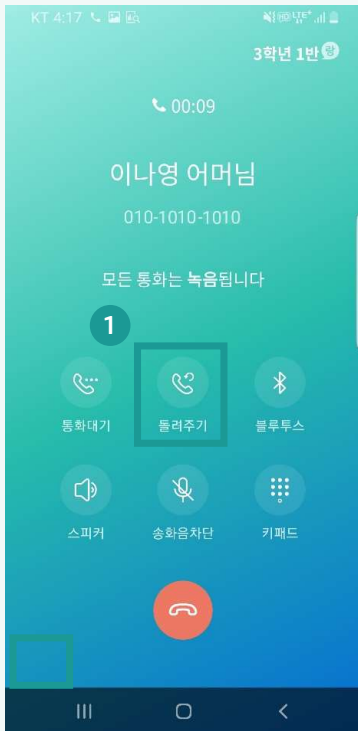 KT 4:17
LTE+
3학년 1반 랑
00:09
이나영 어머님
010-1010-1010
모든 통화는 녹음됩니다
1
통화대기 돌려주기 블루투스
스피커 송화음차단 키패드